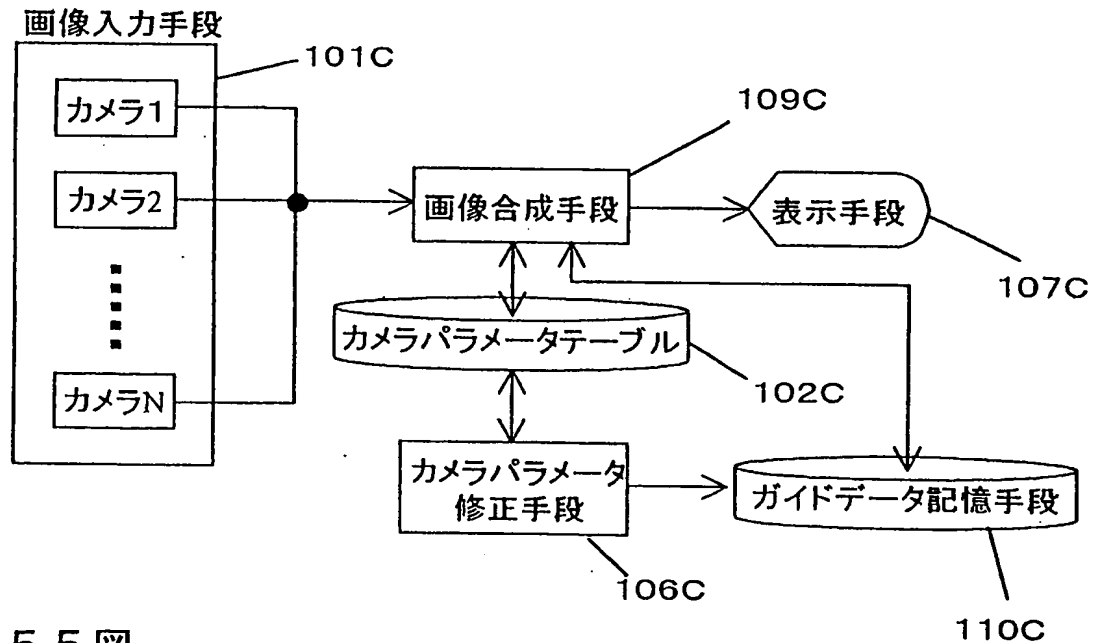 画像入力手段
101C
カメラ1
109C
カメラ2
画像合成手段
表示手段
107C
カメラパラメータテーブル
102C
カメラN
カメラパラメータ
修正手段
ガイドデータ記憶手段
106C
110C